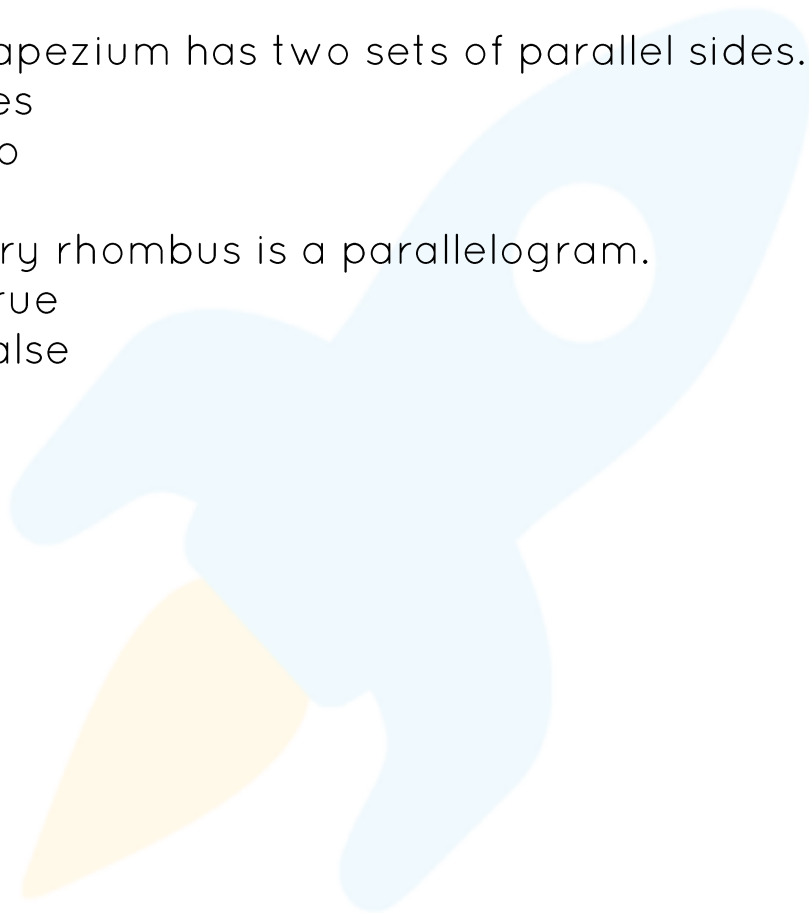 apezium has two sets of parallel sides.
es
o
ry rhombus is a parallelogram.
rue
alse